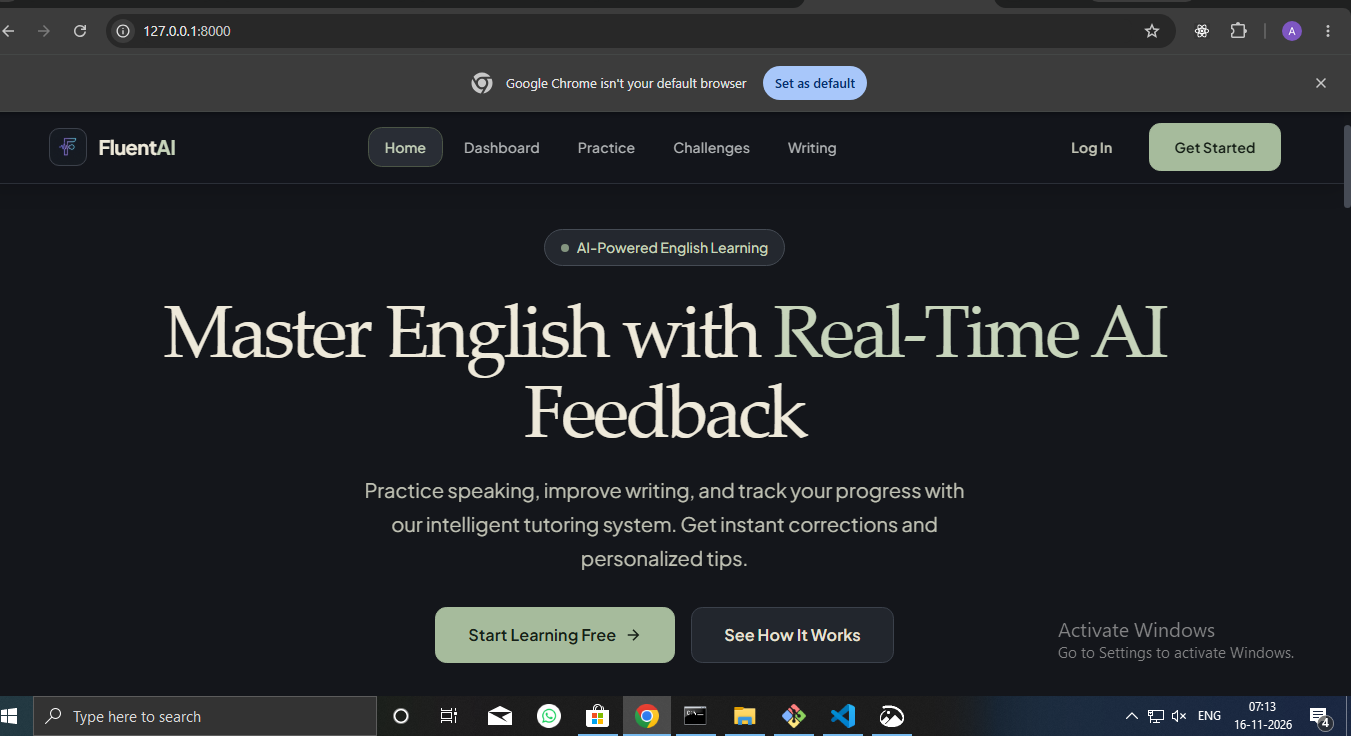 127.0.0.1:8000
A
Google Chrome isn't your default browser
Set as default
FluentAI
Home
Dashboard
Practice
Challenges
Writing
Log In
Get Started
AI-Powered English Learning
Master English with Real-Time AI
Feedback
Practice speaking, improve writing, and track your progress with
our intelligent tutoring system. Get instant corrections and
personalized tips.
Start Learning Free →
See How It Works
Activate Windows
Go to Settings to activate Windows.
Type here to search
ENG
07:13
16-11-2026
4